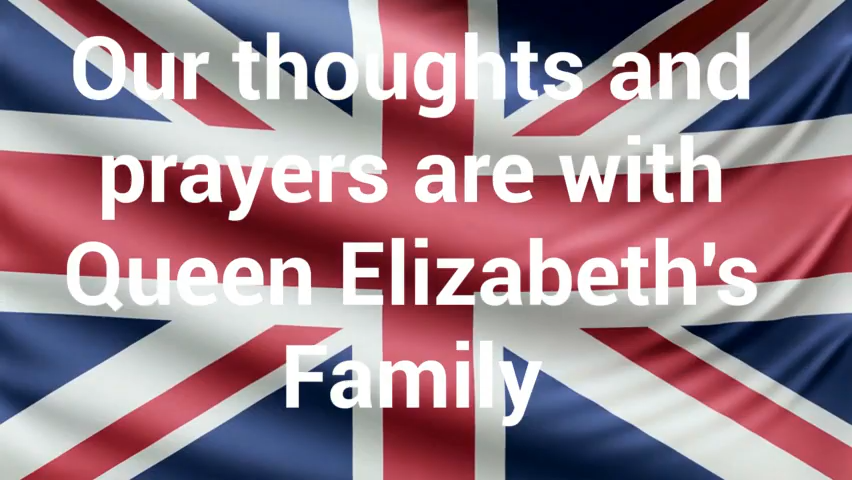 Our thoughts and
prayers are with
Queen Elizabeth's
Family